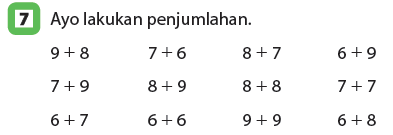 7 Ayo lakukan penjumlahan.
9 + 8 7 + 6 8 + 7 6 + 9
7 + 9 8 + 9 8 + 8 7 + 7
6 + 7 6 + 6 9 + 9 6 + 8